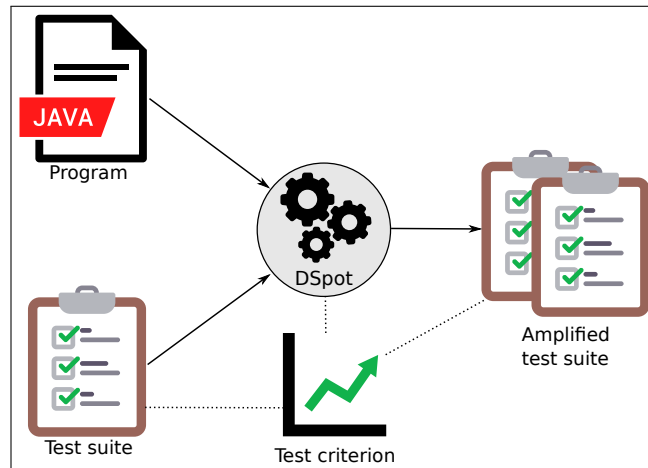 JAVA
Program
DSpot
Amplified
test suite
Test suite
Test criterion